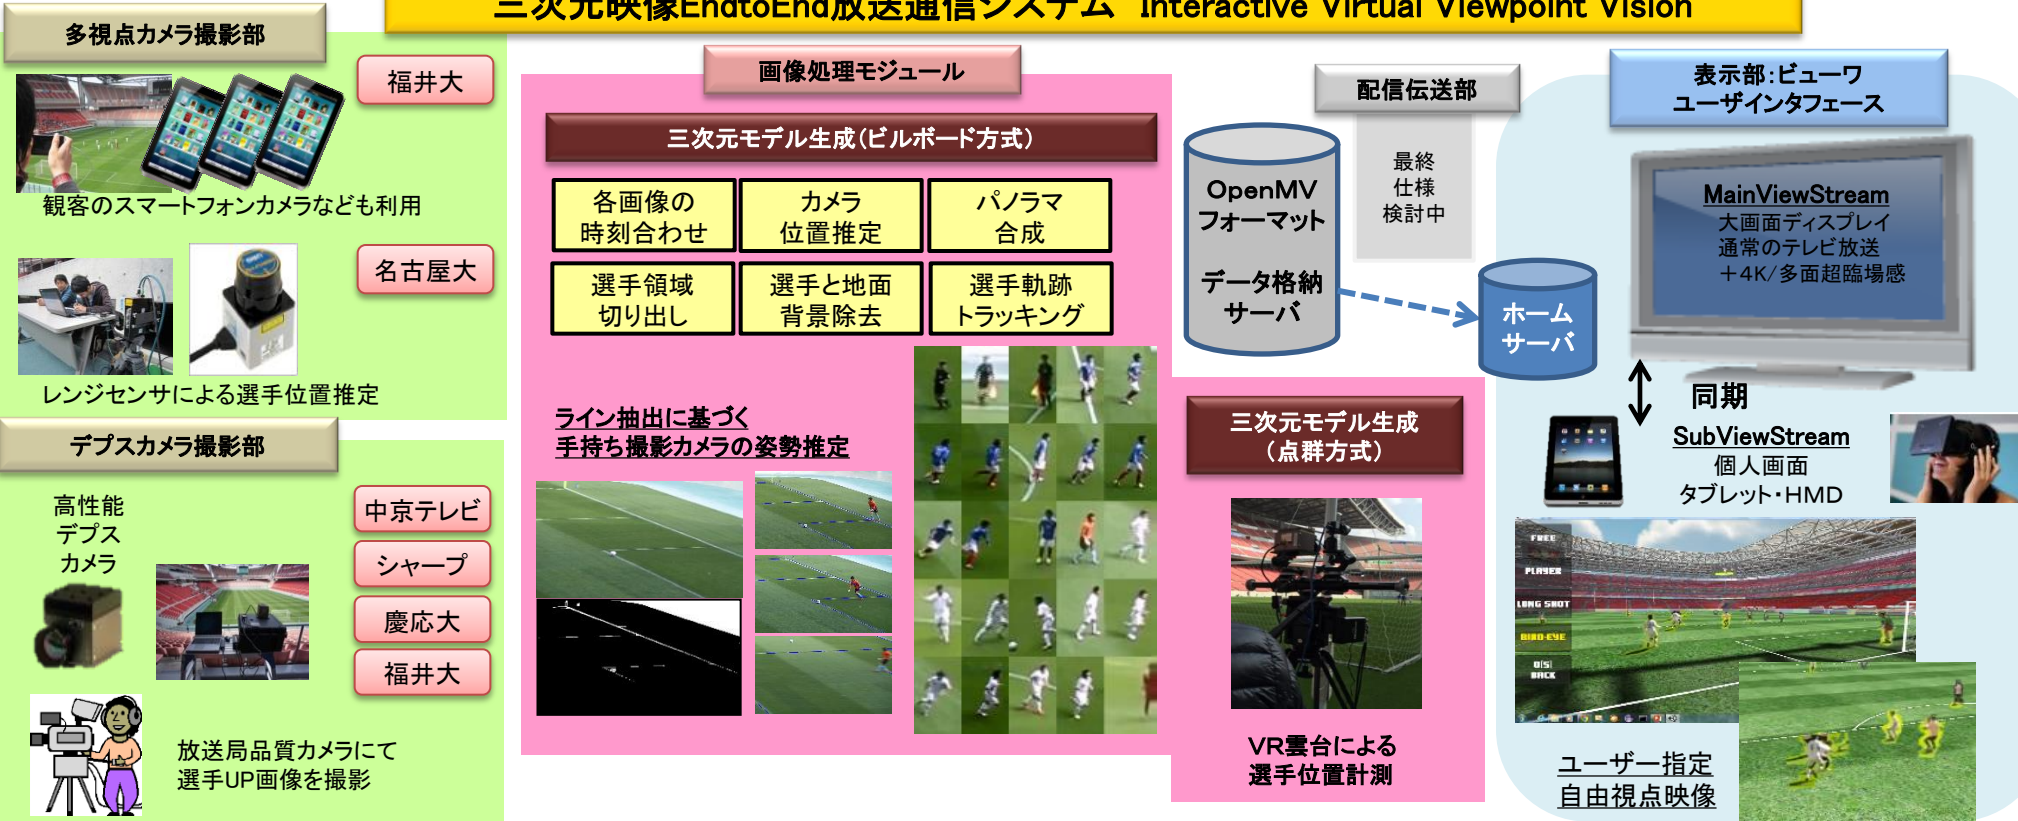 三次元映像EndtoEnd放送通信システム Interactive Virtual Viewpoint Vision
多視点カメラ撮影部
福井大
観客のスマートフォンカメラなども利用
名古屋大
レンジセンサによる選手位置推定
デプスカメラ撮影部
高性能
デプス
カメラ
中京テレビ
シャープ
慶応大
福井大
放送局品質カメラにて
選手UP画像を撮影
画像処理モジュール
三次元モデル生成(ビルボード方式)
各画像の
時刻合わせ
カメラ
位置推定
パノラマ
合成
選手領域
切り出し
選手と地面
背景除去
選手軌跡
トラッキング
ライン抽出に基づく
手持ち撮影カメラの姿勢推定
配信伝送部
最終
仕様
検討中
OpenMV
フォーマット
データ格納
サーバ
ホーム
サーバ
三次元モデル生成
(点群方式)
VR雲台による
選手位置計測
表示部:ビューワ
ユーザインタフェース
MainViewStream
大画面ディスプレイ
通常のテレビ放送
+4K/多面超臨場感
同期
SubViewStream
個人画面
タブレット・HMD
FREE
PLAYER
LONG SHOT
BIRD-EYE
BACK
ユーザー指定
自由視点映像